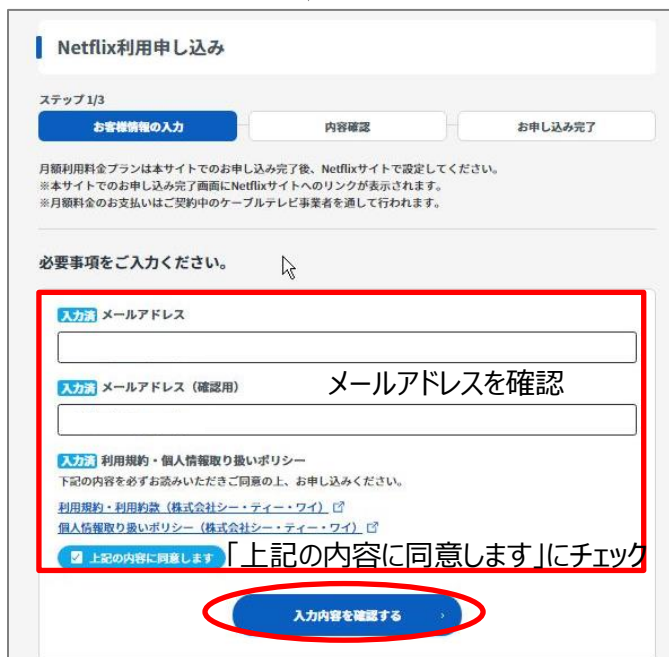 Netflix利用申し込み
ステップ1/3
お客様情報の入力
内容確認
お申し込み完了
月額利用料金プランは本サイトでのお申し込み完了後、Netflixサイトで設定してください。
※本サイトでのお申し込み完了画面にNetflixサイトへのリンクが表示されます。
※月額料金のお支払いはご契約中のケーブルテレビ事業者を通して行われます。
必要事項をご入力ください。
入力済 メールアドレス
入力済 メールアドレス（確認用）
メールアドレスを確認
入力済 利用規約・個人情報取り扱いポリシー
下記の内容を必ずお読みいただきご同意の上、お申し込みください。
利用規約・利用約款（株式会社シー・ティー・ワイ）
個人情報取り扱いポリシー（株式会社シー・ティー・ワイ）
上記の内容に同意します
「上記の内容に同意します」にチェック
入力内容を確認する